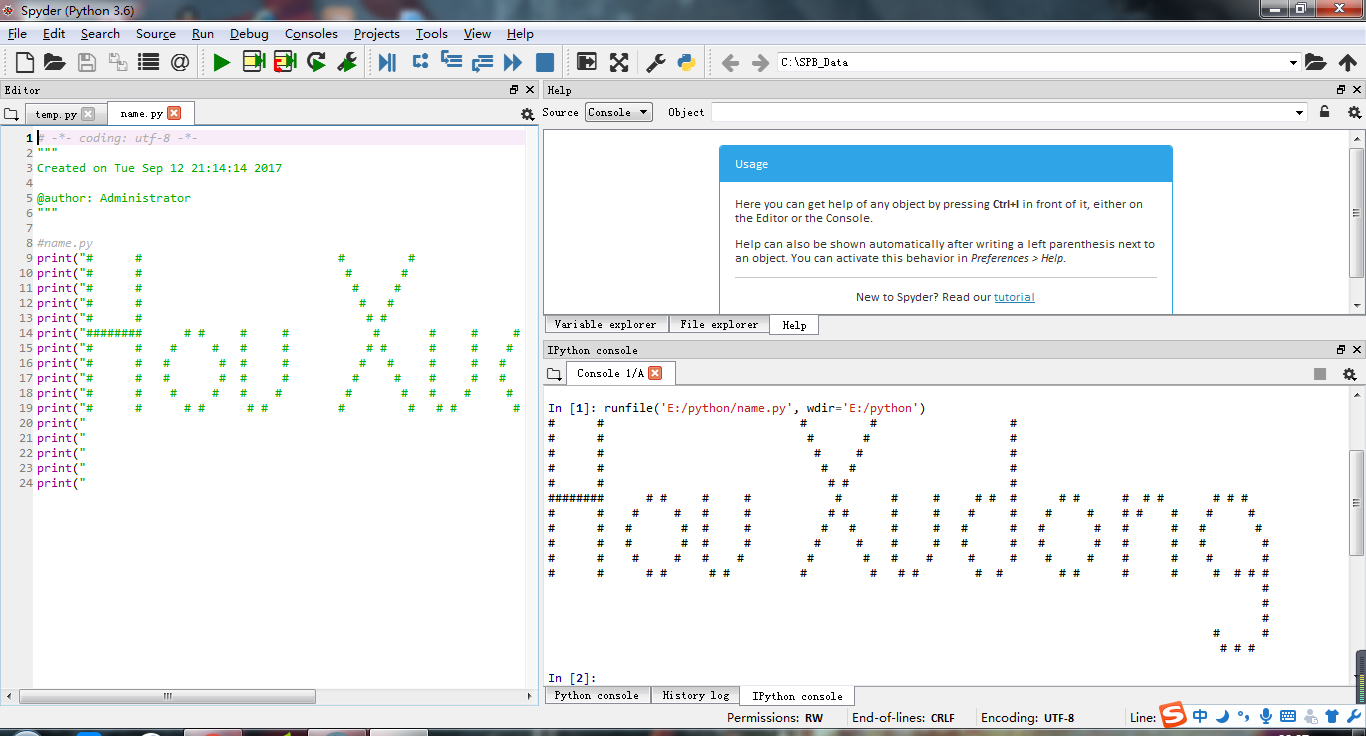 Spyder (Python 3.6)
File Edit Search Source Run Debug Consoles Projects Tools View Help
C:\SPB_Data
Editor
temp.py name.py
1 # -*- coding: utf-8 -*-
2 """
3 Created on Tue Sep 12 21:14:14 2017
4
5 @author: Administrator
6 """
7
8 #name.py
9 print("#      #                            #         #
10 print("#      #                             #       #
11 print("#      #                              #     #
12 print("#      #                               #   #
13 print("#      #                                # #
14 print("########      # #     #     #            #       #     #     #
15 print("#      #    #     #   #     #           # #      #     #    #
16 print("#      #   #       #  #     #          #   #     #     #   #
17 print("#      #   #       #  #     #         #     #    #     #   #
18 print("#      #    #     #   #    #         #       #   #    #     #
19 print("#      #      # #      # #          #         #   # #        #
20 print("
21 print("
22 print("
23 print("
24 print("
Help
Source Console Object
Usage
Here you can get help of any object by pressing Ctrl+I in front of it, either on
the Editor or the Console.
Help can also be shown automatically after writing a left parenthesis next to
an object. You can activate this behavior in Preferences > Help.
New to Spyder? Read our tutorial
Variable explorer File explorer Help
IPython console
Console 1/A
In [1]: runfile('E:/python/name.py', wdir='E:/python')
Hou Xudong
In [2]:
Python console History log IPython console
Permissions: RW End-of-lines: CRLF Encoding: UTF-8 Line:
中